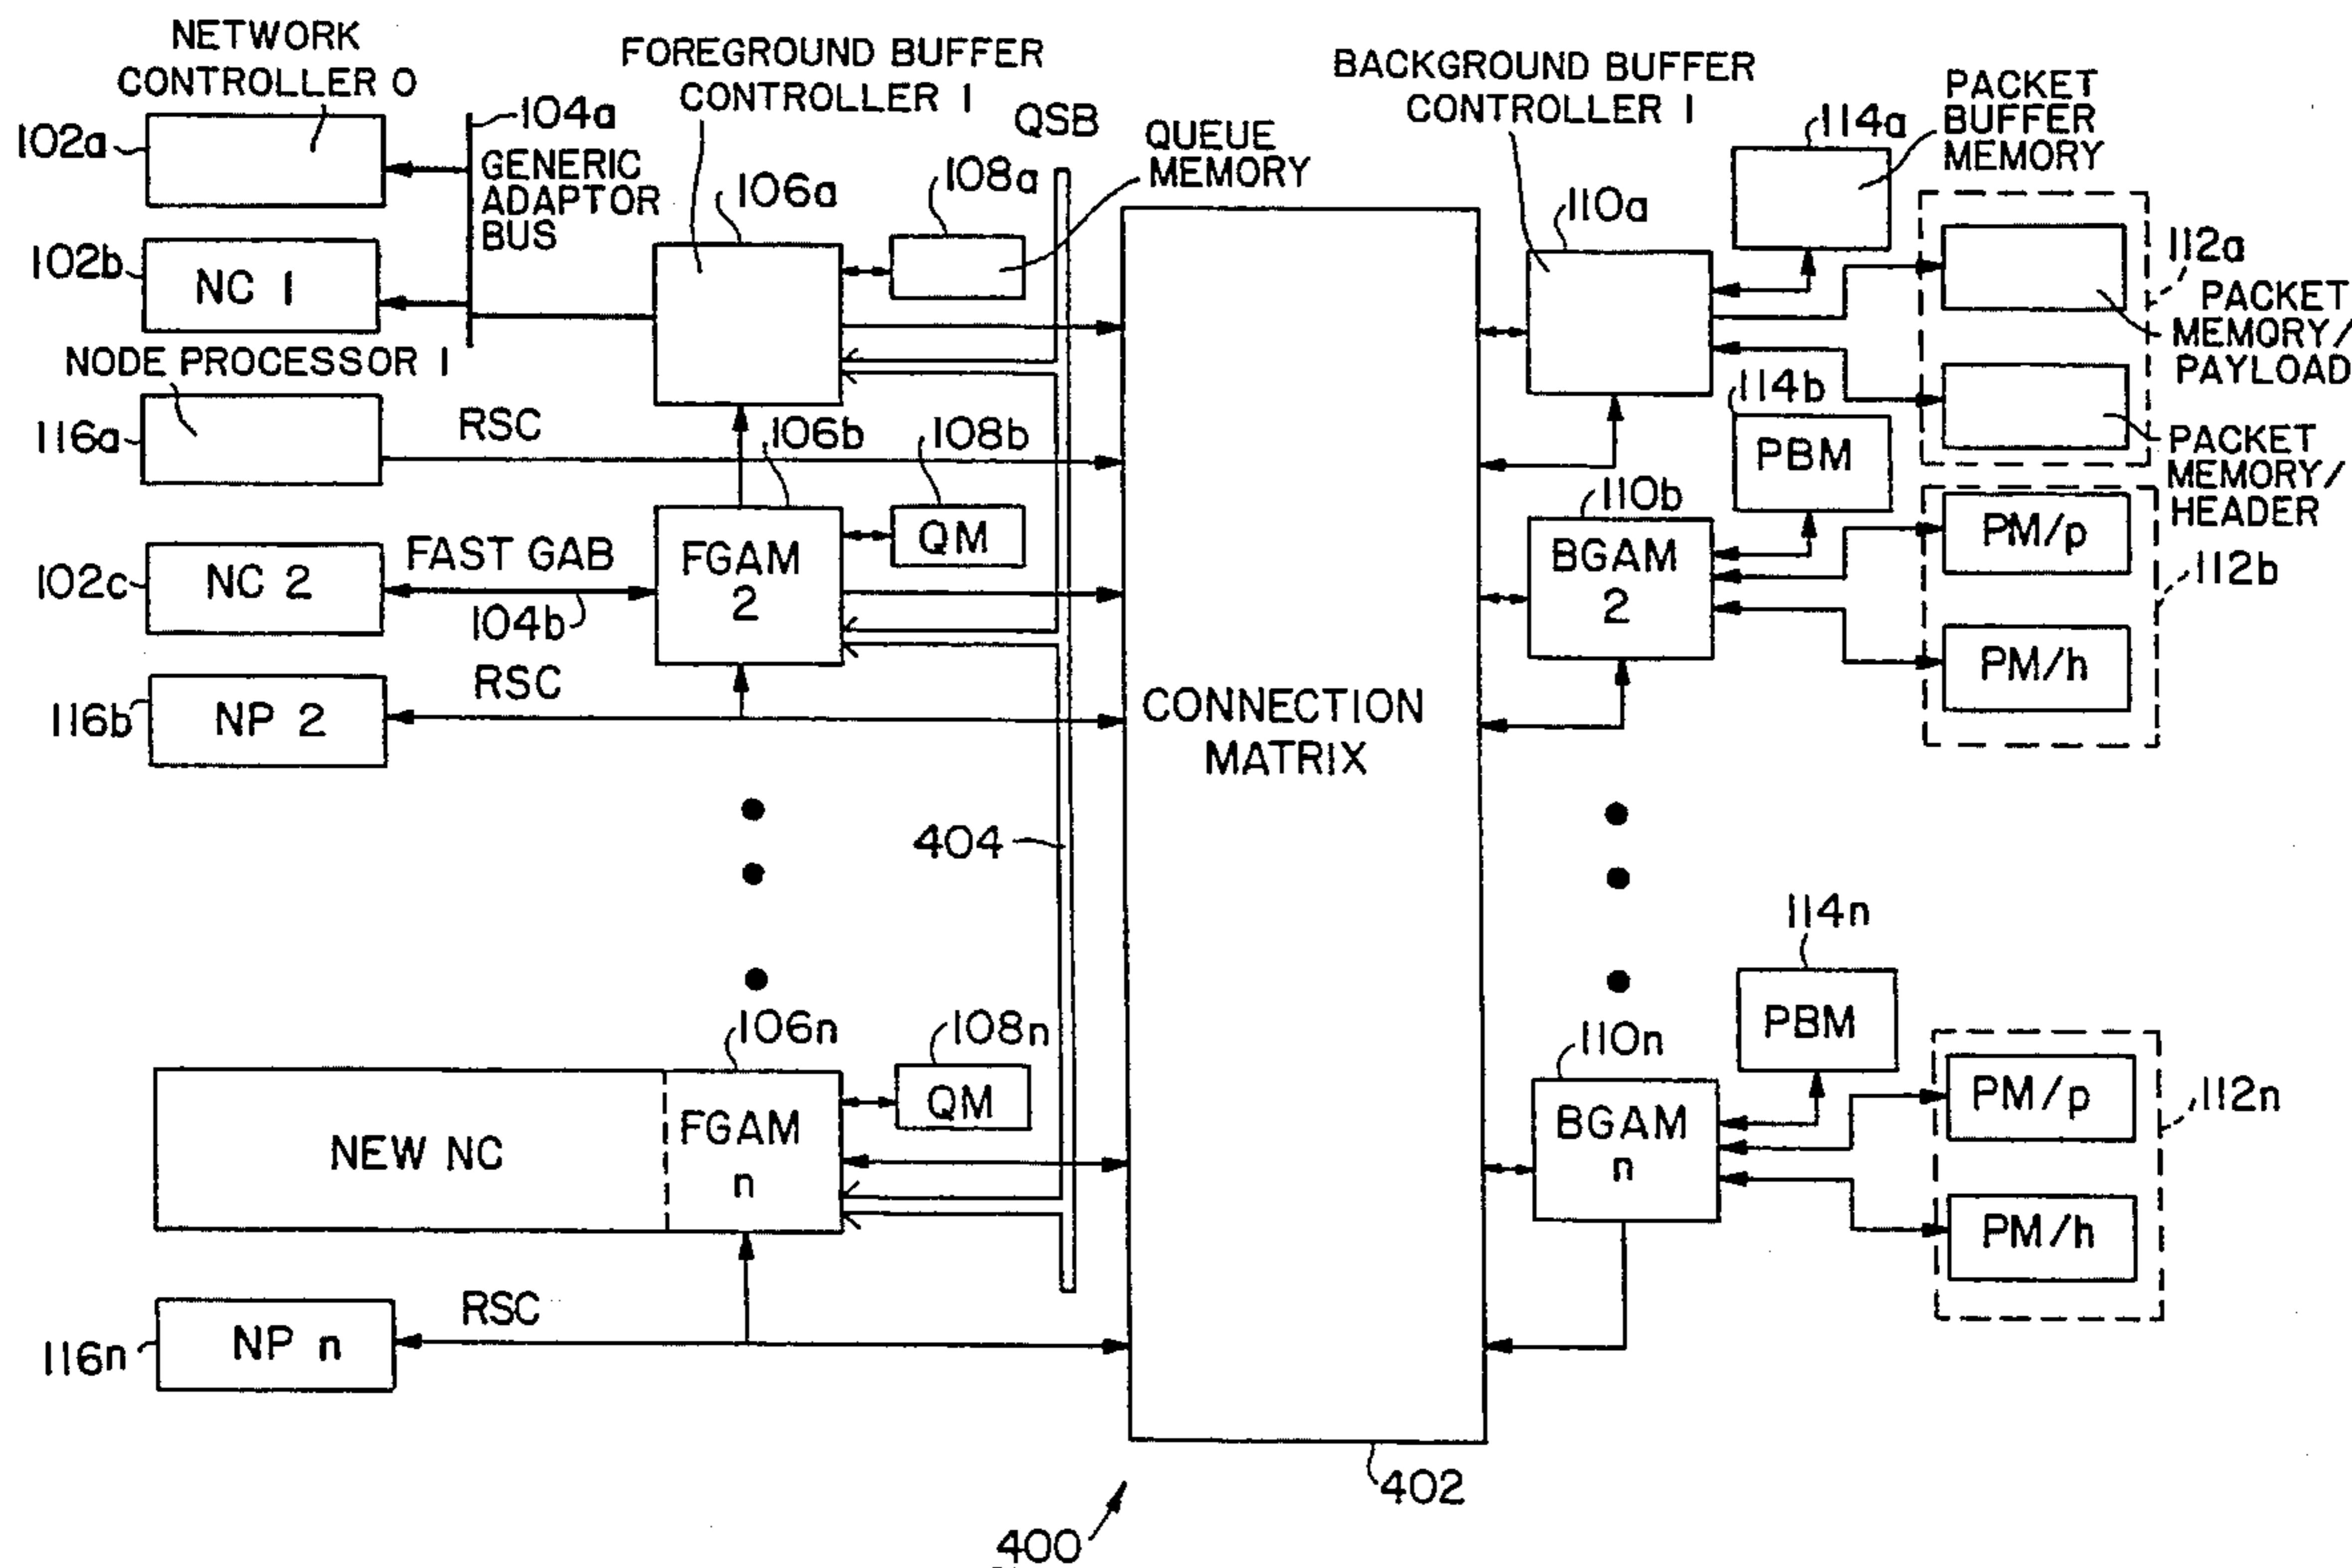 NETWORK
CONTROLLER 0
102a
104a
GENERIC
ADAPTOR
BUS
102b
NC 1
FOREGROUND BUFFER
CONTROLLER 1
106a
QSB
108a
QUEUE
MEMORY
BACKGROUND BUFFER
CONTROLLER 1
110a
114a
PACKET
BUFFER
MEMORY
112a
PACKET
MEMORY/
PAYLOAD
PACKET
MEMORY/
HEADER
NODE PROCESSOR 1
116a
RSC
106b
108b
QM
FGAM
2
102c
NC 2
FAST GAB
104b
RSC
116b
NP 2
114b
PBM
110b
BGAM
2
PM/p
PM/h
112b
CONNECTION
MATRIX
404
106n
108n
QM
NEW NC
FGAM
n
116n
NP n
RSC
114n
PBM
110n
BGAM
n
PM/p
PM/h
112n
402
400